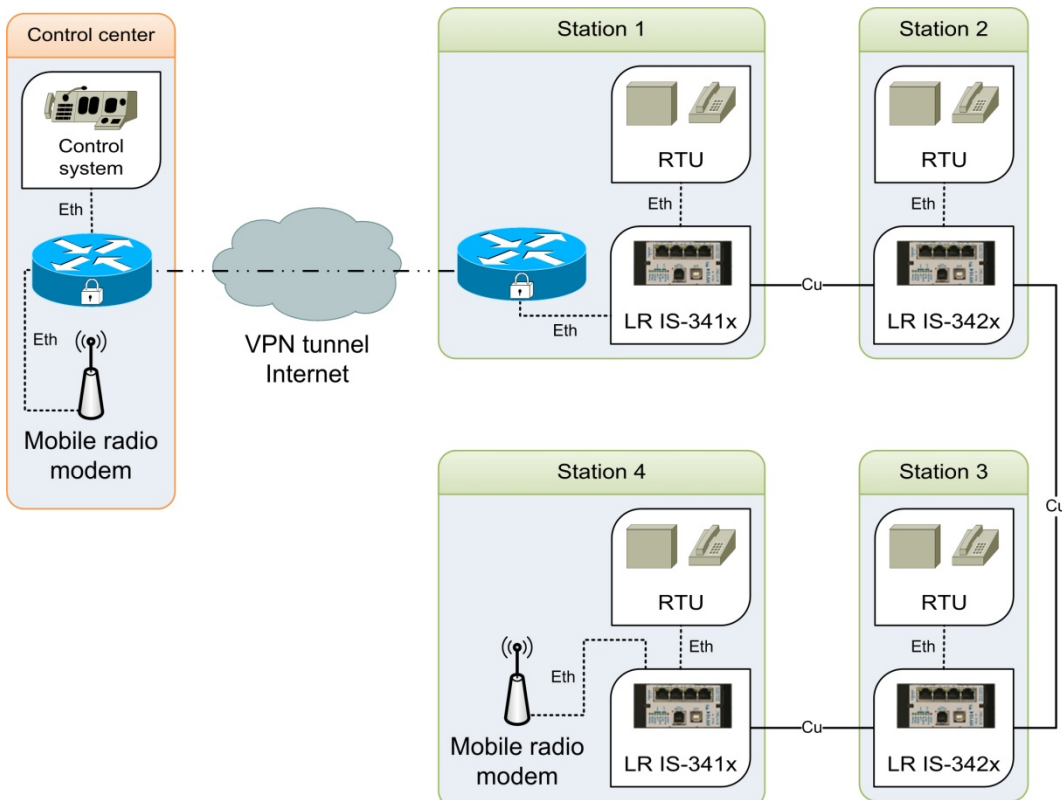 Control center
Control
system
Eth
Eth
Mobile radio
modem
VPN tunnel
Internet
Station 1
RTU
Eth
Eth
LR IS-341x
Cu
Station 2
RTU
Eth
LR IS-342x
Cu
Station 4
RTU
Eth
Eth
Mobile radio
modem
LR IS-341x
Cu
Station 3
RTU
Eth
LR IS-342x